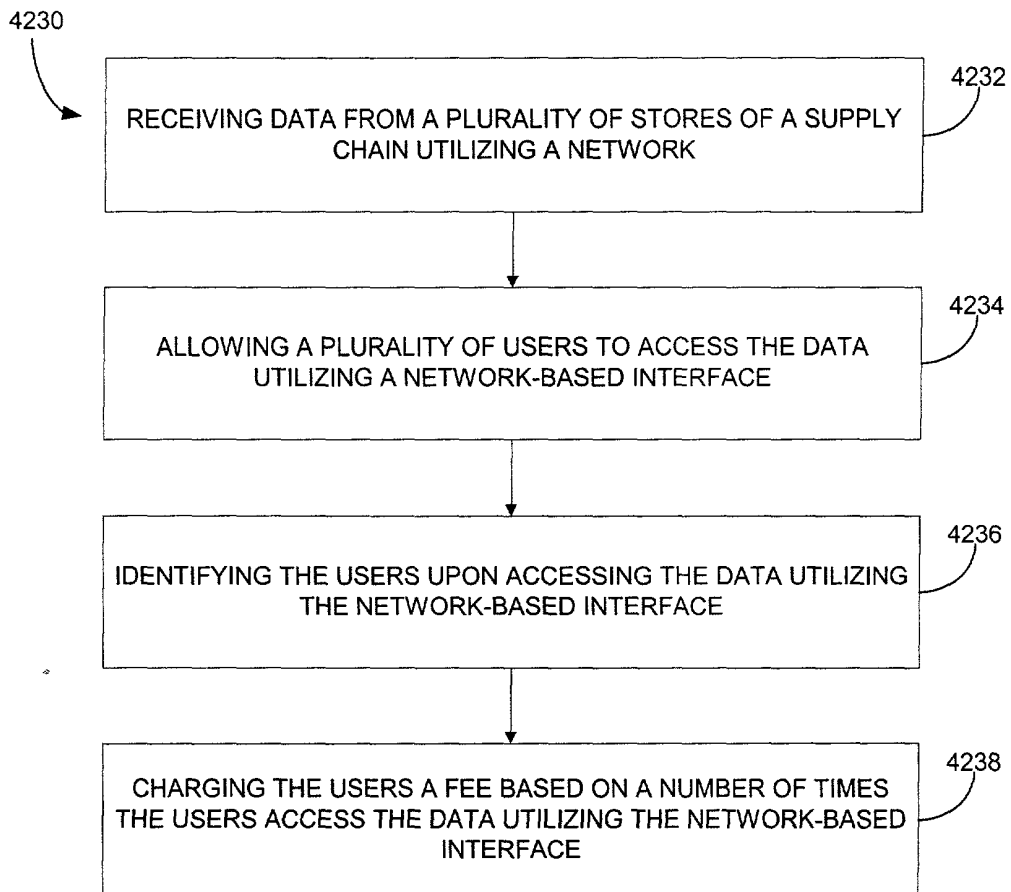 4230
4232
RECEIVING DATA FROM A PLURALITY OF STORES OF A SUPPLY
CHAIN UTILIZING A NETWORK
4234
ALLOWING A PLURALITY OF USERS TO ACCESS THE DATA
UTILIZING A NETWORK-BASED INTERFACE
4236
IDENTIFYING THE USERS UPON ACCESSING THE DATA UTILIZING
THE NETWORK-BASED INTERFACE
4238
CHARGING THE USERS A FEE BASED ON A NUMBER OF TIMES
THE USERS ACCESS THE DATA UTILIZING THE NETWORK-BASED
INTERFACE